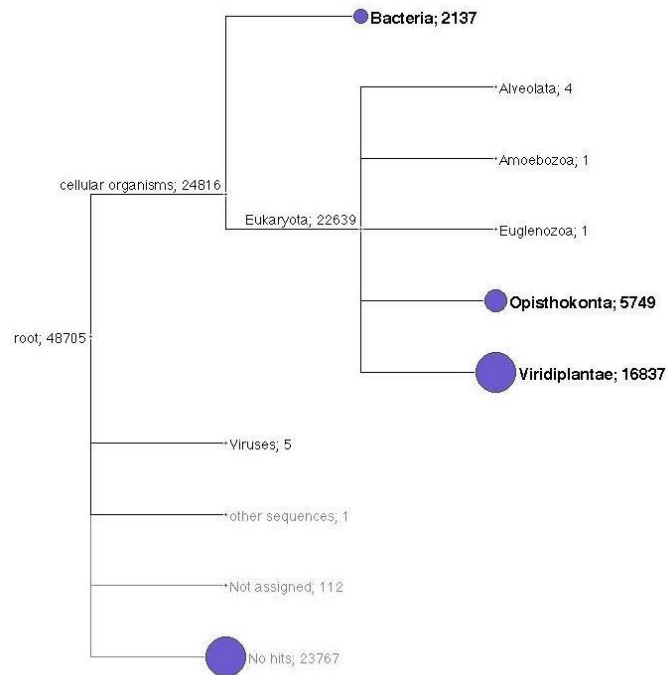 Bacteria; 2137
Alveolata; 4
Amoebozoa; 1
cellular organisms; 24816
Eukaryota; 22639
Euglenozoa; 1
Opisthokonta; 5749
root; 48705
Viridiplantae; 16837
Viruses; 5
other sequences; 1
Not assigned; 112
No hits; 23767